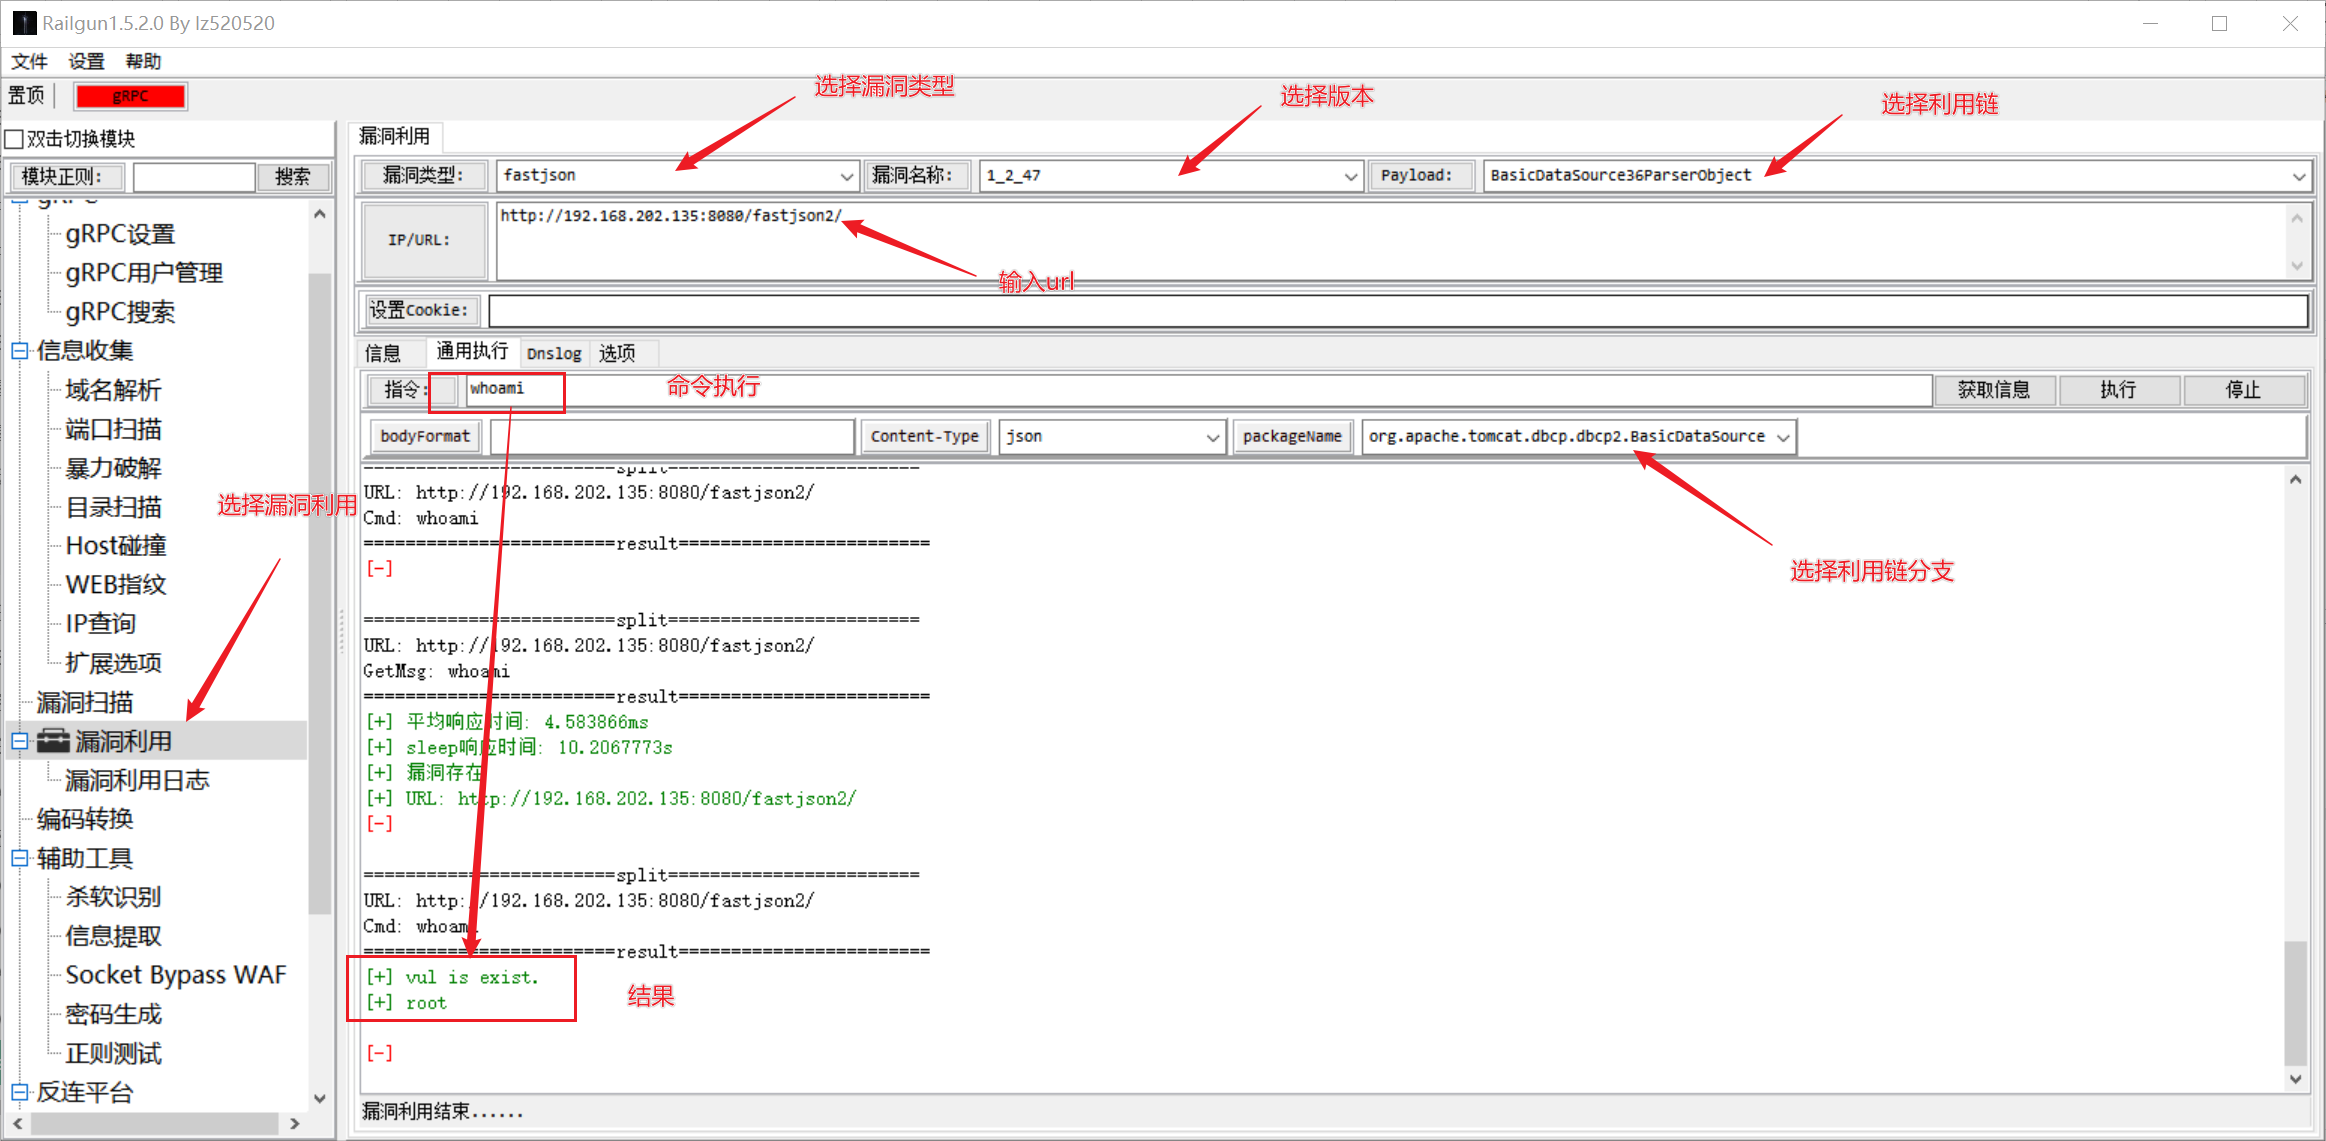 Railgun1.5.2.0 By lz520520
文件 设置 帮助
置顶 gRPC
双击切换模块
模块正则: 搜索
gRPC
gRPC设置
gRPC用户管理
gRPC搜索
信息收集
域名解析
端口扫描
暴力破解
目录扫描
Host碰撞
WEB指纹
IP查询
扩展选项
漏洞扫描
漏洞利用
漏洞利用日志
编码转换
辅助工具
杀软识别
信息提取
Socket Bypass WAF
密码生成
正则测试
反连平台
选择漏洞利用
选择漏洞类型
选择版本
选择利用链
漏洞利用
漏洞类型: fastjson 漏洞名称: 1_2_47 Payload: BasicDataSource36ParserObject
IP/URL: http://192.168.202.135:8080/fastjson2/
输入url
设置Cookie:
信息 通用执行 Dnslog 选项
指令: whoami 命令执行 获取信息 执行 停止
bodyFormat Content-Type json packageName org.apache.tomcat.dbcp.dbcp2.BasicDataSource
选择利用链分支
========================split========================
URL: http://192.168.202.135:8080/fastjson2/
Cmd: whoami
========================result========================
[-]
========================split========================
URL: http://192.168.202.135:8080/fastjson2/
GetMsg: whoami
========================result========================
[+] 平均响应时间: 4.583866ms
[+] sleep响应时间: 10.2067773s
[+] 漏洞存在
[+] URL: http://192.168.202.135:8080/fastjson2/
[-]
========================split========================
URL: http://192.168.202.135:8080/fastjson2/
Cmd: whoami
========================result========================
[+] vul is exist.
[+] root
结果
[-]
漏洞利用结束......